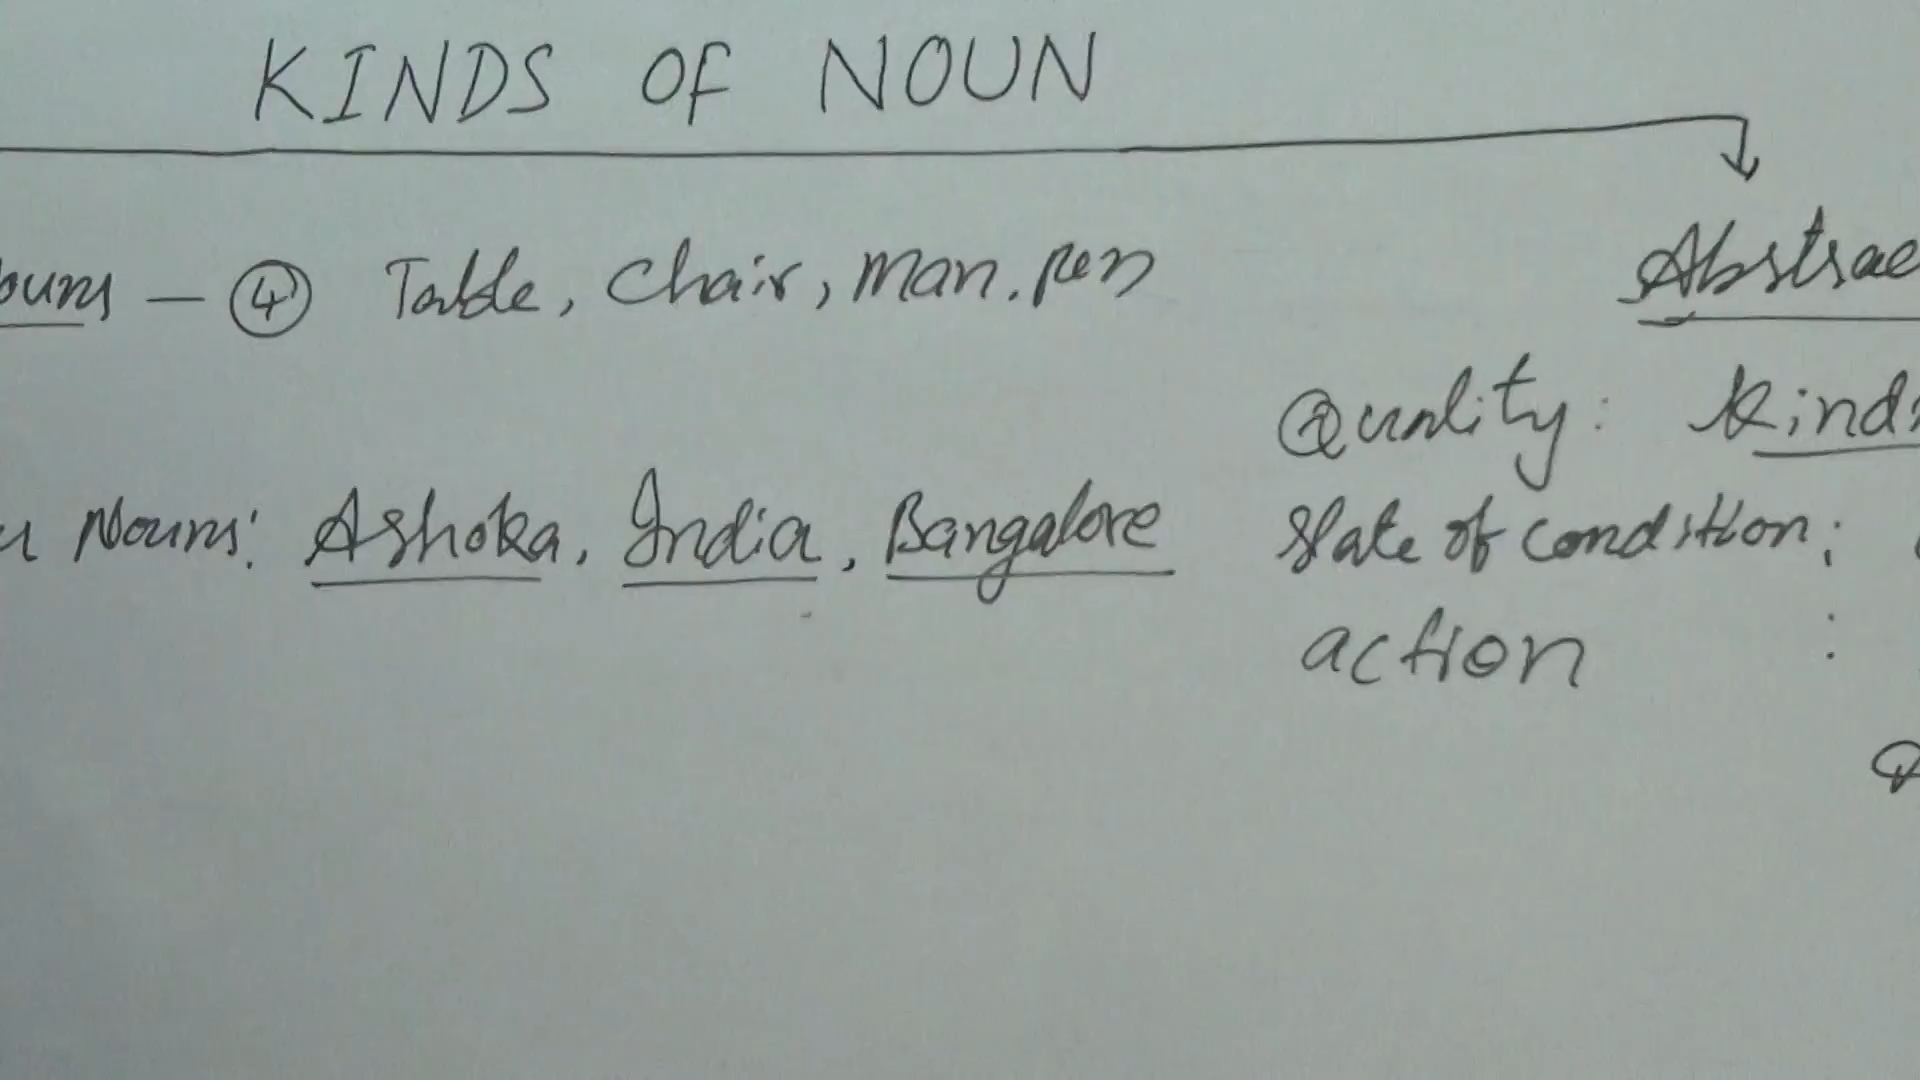 KINDS OF NOUN
ouns - ④ Table, Chair, Man. pen
Abstrac
Quality: Kind
Nouns: Ashoka, India, Bangalore
State of condition:
action :